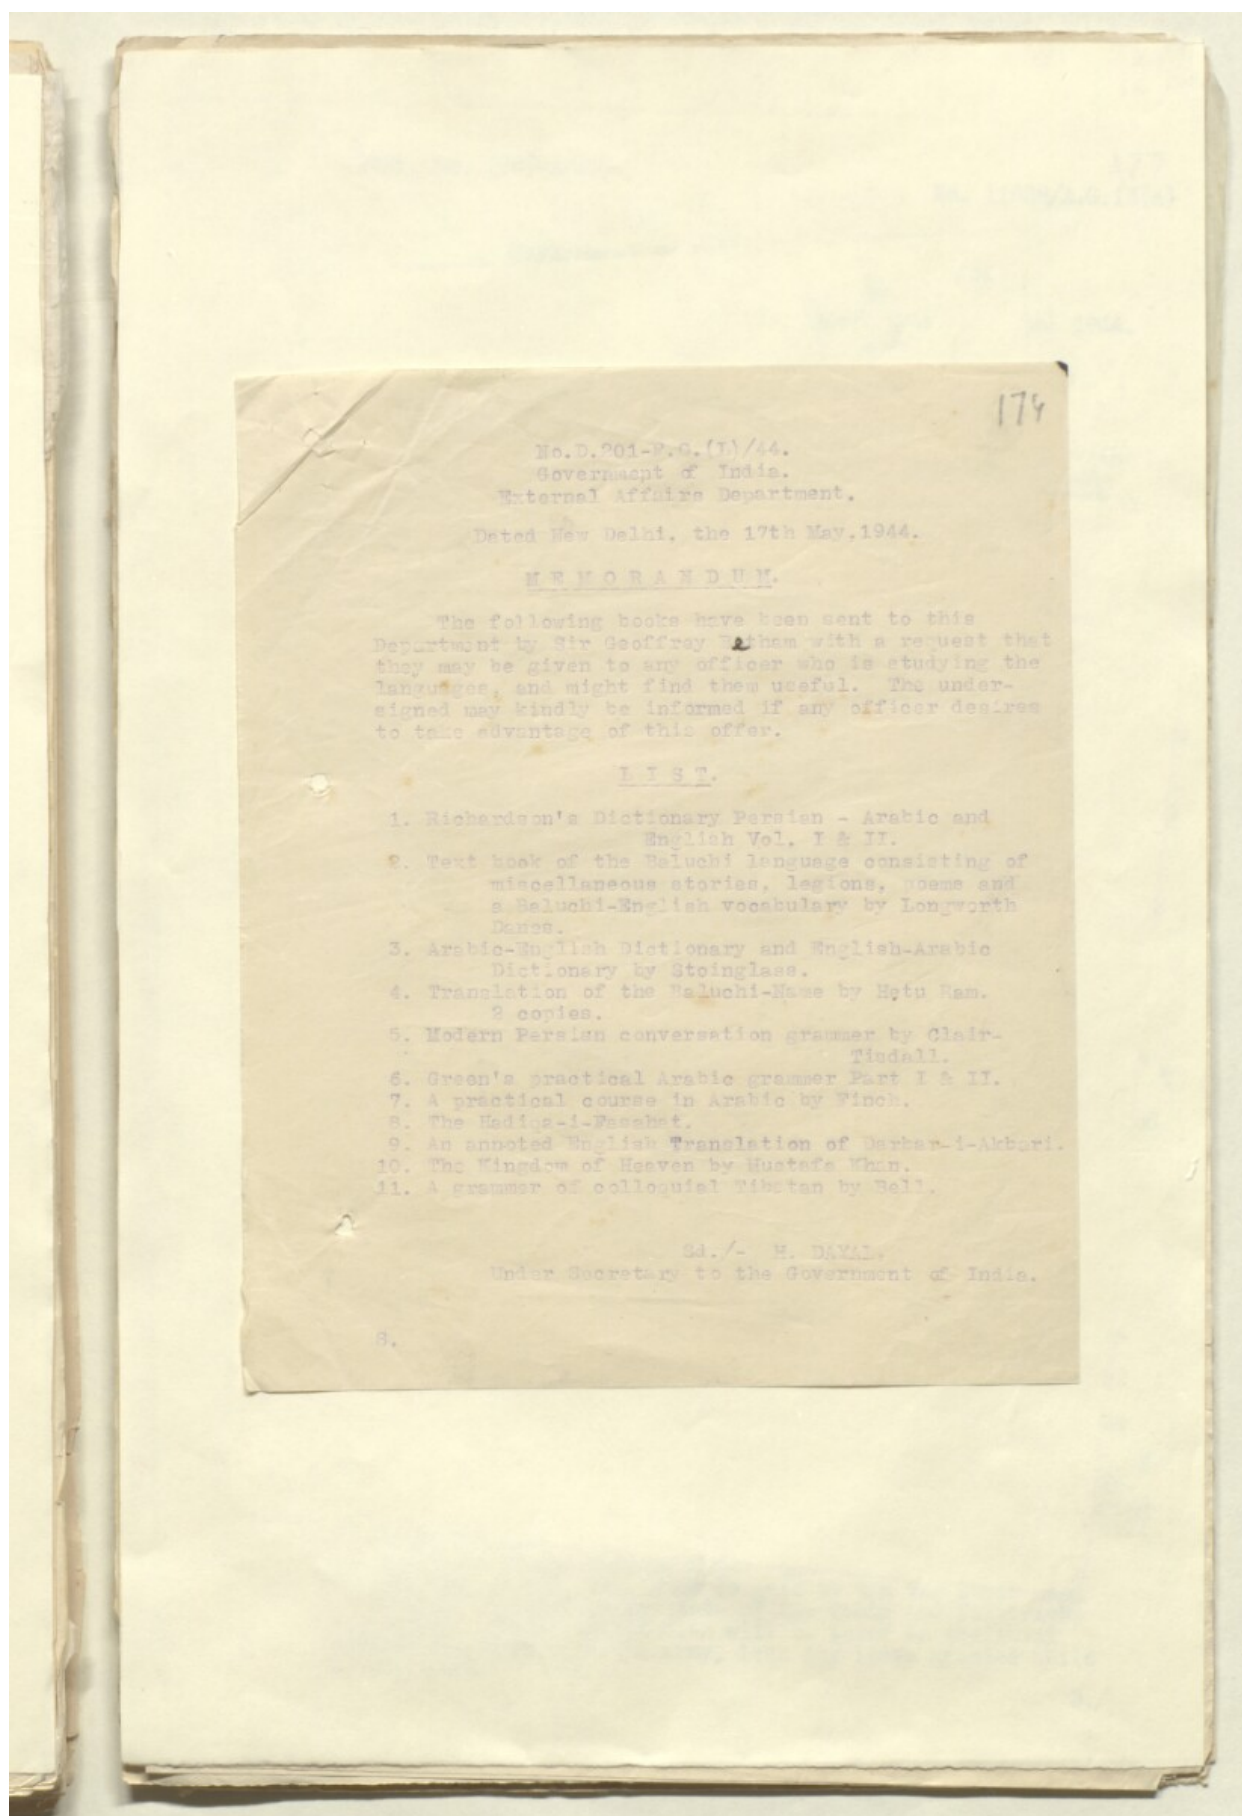 174
No.D.201-F.O.(L)/44.
Government of India.
External Affairs Department.
Dated New Delhi, the 17th May, 1944.
MEMORANDUM.
The following books have been sent to this
Department by Sir Geoffrey Betham with a request that
they may be given to any officer who is studying the
languages, and might find them useful. The under-
signed may kindly be informed if any officer desires
to take advantage of this offer.
LIST.
1. Richardson's Dictionary Persian - Arabic and
English Vol. I & II.
2. Text book of the Baluchi language consisting of
miscellaneous stories, legions, poems and
a Baluchi-English vocabulary by Longworth
Dames.
3. Arabic-English Dictionary and English-Arabic
Dictionary by Stoinglass.
4. Translation of the Baluchi-Name by Hetu Ram.
2 copies.
5. Modern Persian conversation grammer by Clair-
Tisdall.
6. Green's practical Arabic grammer Part I & II.
7. A practical course in Arabic by Finch.
8. The Hadiqa-i-Fasahat.
9. An annoted English Translation of Darbar-i-Akbari.
10. The Kingdom of Heaven by Mustafa Khan.
11. A grammer of colloquial Tibetan by Bell.
Sd./- H. DAYAL.
Under Secretary to the Government of India.
S.